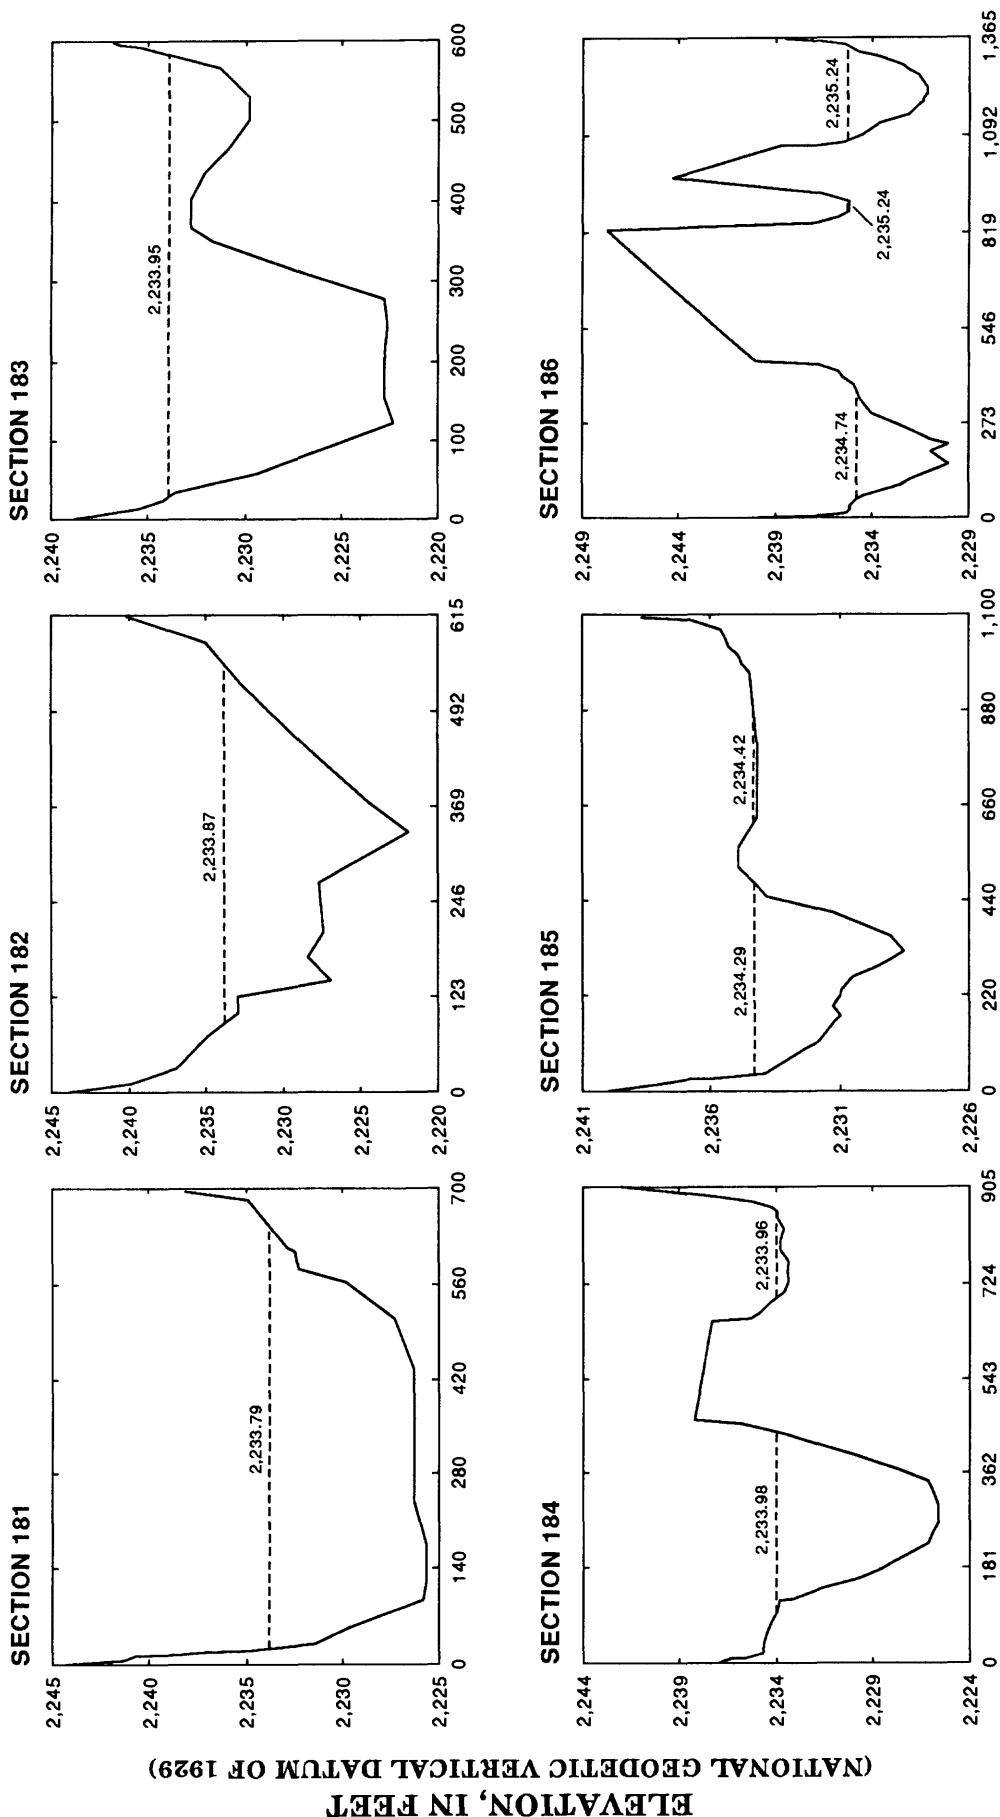 ELEVATION, IN FEET
(NATIONAL GEODETIC VERTICAL DATUM OF 1929)
SECTION 181
2,245
2,240
2,235
2,230
2,225
2,233.79
0 140 280 420 560 700
SECTION 182
2,245
2,240
2,235
2,230
2,225
2,220
2,233.87
0 123 246 369 492 615
SECTION 183
2,240
2,235
2,230
2,225
2,220
2,233.95
0 100 200 300 400 500 600
SECTION 184
2,244
2,239
2,234
2,229
2,224
2,233.98
2,233.96
0 181 362 543 724 905
SECTION 185
2,241
2,236
2,231
2,226
2,234.29
2,234.42
0 220 440 660 880 1,100
SECTION 186
2,249
2,244
2,239
2,234
2,229
2,234.74
2,235.24
2,235.24
0 273 546 819 1,092 1,365